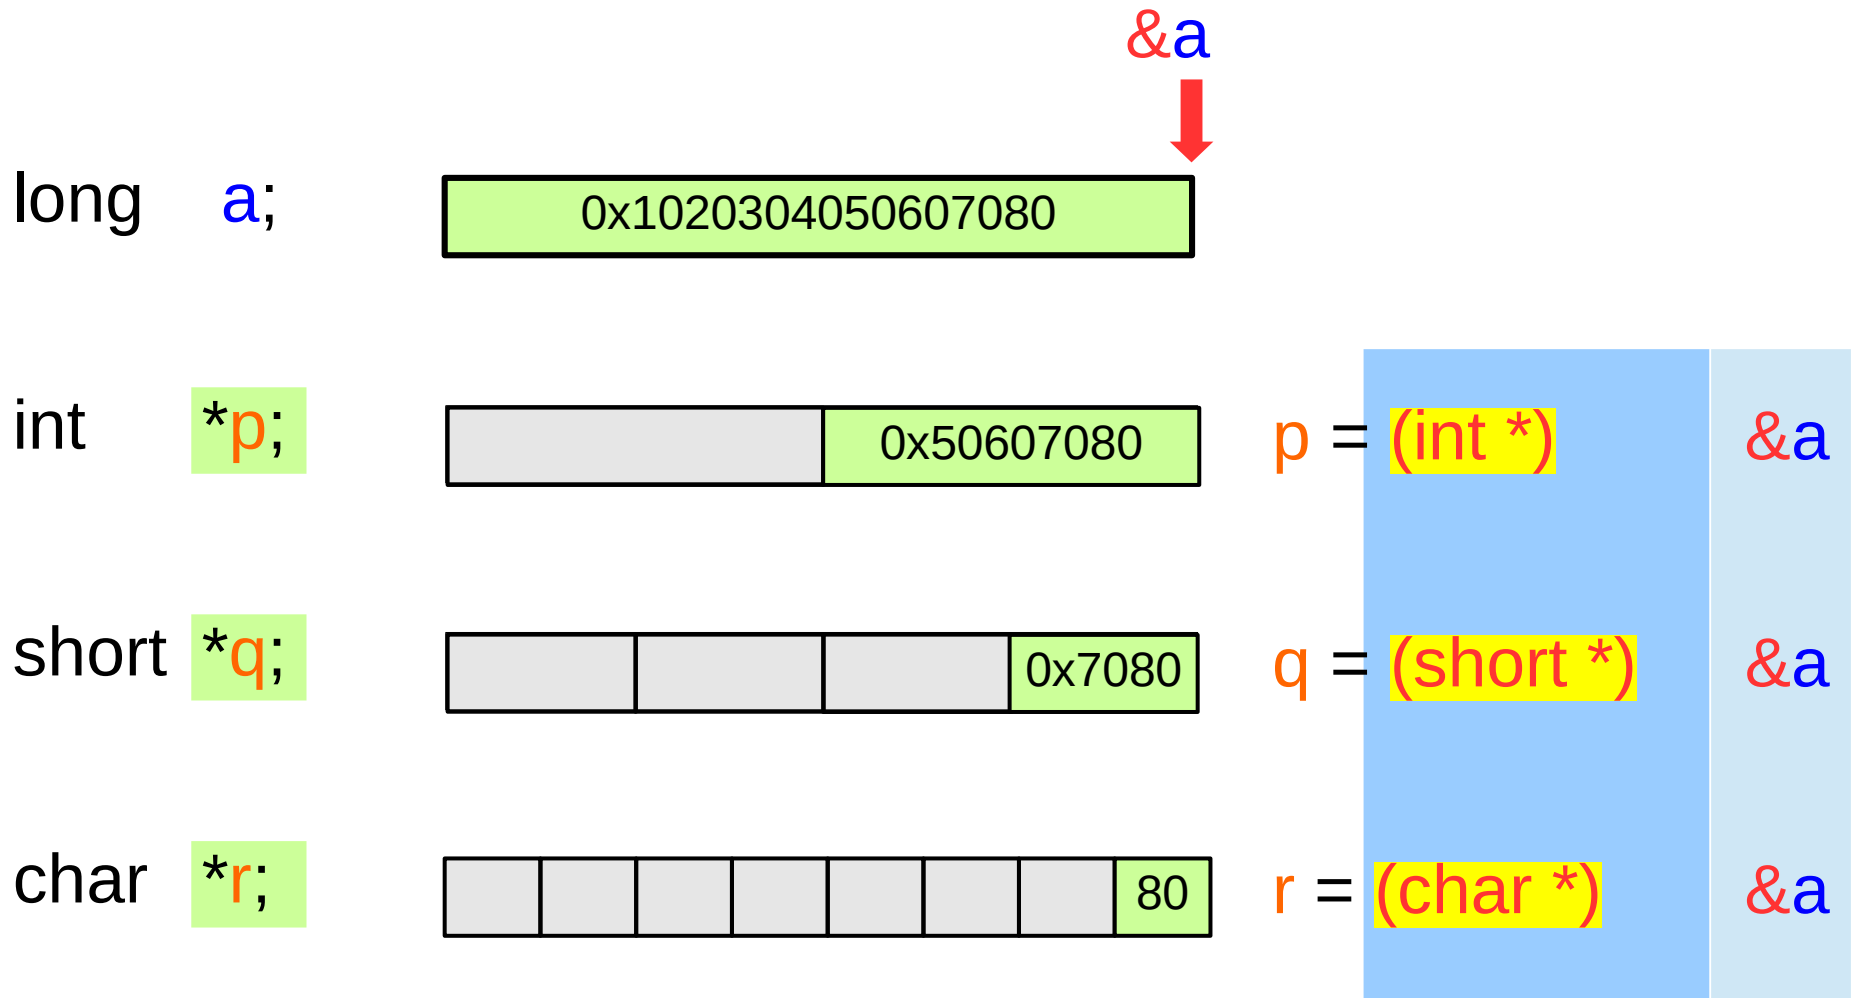 &a
long a; 0x1020304050607080
int *p; 0x50607080 p = (int *) &a
short *q; 0x7080 q = (short *) &a
char *r; 80 r = (char *) &a